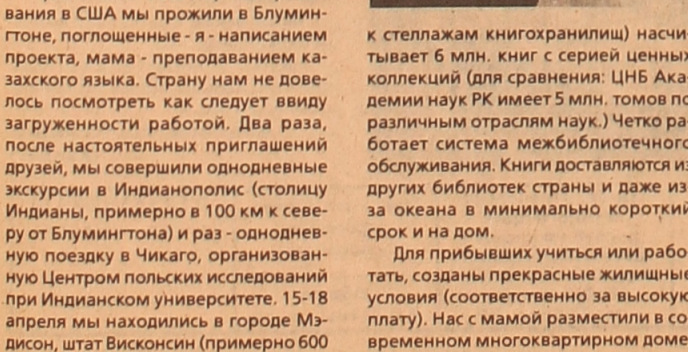 вания в США мы прожили в Блумин-
гтоне, поглощенные - я - написанием
проекта, мама - преподаванием ка-
захского языка. Страну нам не дове-
лось посмотреть как следует ввиду
загруженности работой. Два раза,
после настоятельных приглашений
друзей, мы совершили однодневные
экскурсии в Индианополис (столицу
Индианы, примерно в 100 км к севе-
ру от Блумингтона) и раз - однодне-
вную поездку в Чикаго, организован-
ную Центром польских исследований
при Индианском университете. 15-18
апреля мы находились в городе Мэ-
дисон, штат Висконсин (примерно 600
к стеллажам книгохранилищ) насчи-
тывает 6 млн. книг с серией ценных
коллекций (для сравнения: ЦНБ Ака-
демии наук РК имеет 5 млн. томов по
различным отраслям наук.) Четко ра-
ботает система межбиблиотечного
обслуживания. Книги доставляются из
других библиотек страны и даже из-
за океана в минимально короткий
срок и на дом.
Для прибывших учиться или рабо-
тать, созданы прекрасные жилищные
условия (соответственно за высокую
плату). Нас с мамой разместили в со-
временном многоквартирном доме